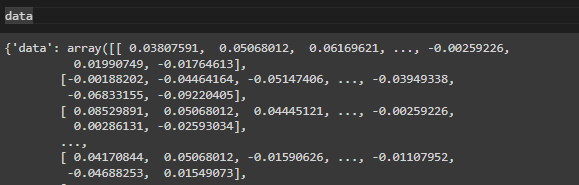 data
{'data': array([[ 0.03807591,  0.05068012,  0.06169621, ..., -0.00259226,
0.01990749, -0.01764613],
[-0.00188202, -0.04464164, -0.05147406, ..., -0.03949338,
-0.06833155, -0.09220405],
[ 0.08529891,  0.05068012,  0.04445121, ..., -0.00259226,
0.00286131, -0.02593034],
...,
[ 0.04170844,  0.05068012, -0.01590626, ..., -0.01107952,
-0.04688253,  0.01549073],